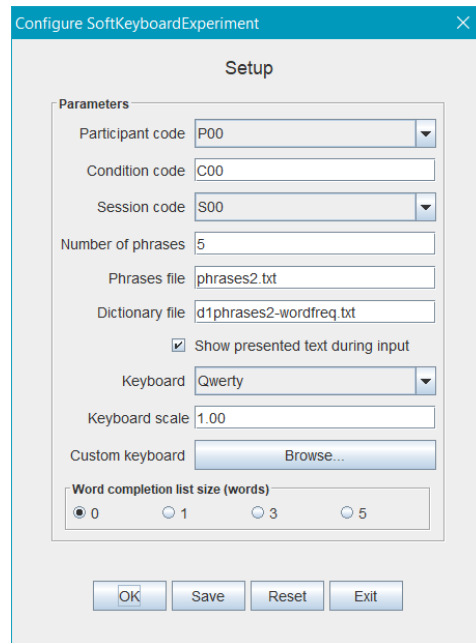 Configure SoftKeyboardExperiment
Setup
Parameters
Participant code P00
Condition code C00
Session code S00
Number of phrases 5
Phrases file phrases2.txt
Dictionary file d1phrases2-wordfreq.txt
Show presented text during input
Keyboard Qwerty
Keyboard scale 1.00
Custom keyboard Browse...
Word completion list size (words)
0 1 3 5
OK Save Reset Exit